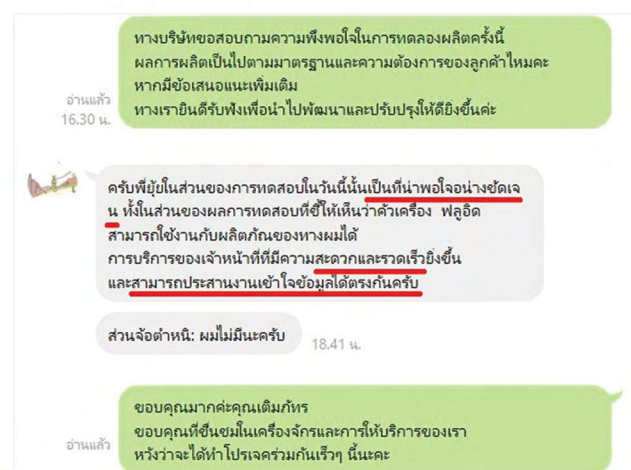 ทางบริษัทขอสอบถามความพึงพอใจในการทดลองผลิตครั้งนี้
ผลการผลิตเป็นไปตามมาตรฐานและความต้องการของลูกค้าไหมคะ
หากมีข้อเสนอแนะเพิ่มเติม
ทางเรายินดีรับฟังเพื่อนำไปพัฒนาและปรับปรุงให้ดียิ่งขึ้นค่ะ
อ่านแล้ว
16.30 น.
ครับพี่ยุ้ยในส่วนของการทดสอบในวันนี้นั้นเป็นที่น่าพอใจอน่างชัดเจ
น ทั้งในส่วนของผลการทดสอบที่ชี้ให้เห็นว่าตัวเครื่อง ฟลูอิด
สามารถใช้งานกับผลิตภัณของทางผมได้
การบริการของเจ้าหน้าที่ที่มีความสะดวกและรวดเร็วยิ่งขึ้น
และสามารถประสานงานเข้าใจข้อมูลได้ตรงกันครับ
ส่วนจ้อตำหนิ: ผมไม่มีนะครับ
18.41 น.
ขอบคุณมากค่ะคุณเติมภัทร
ขอบคุณที่ชื่นชมในเครื่องจักรและการให้บริการของเรา
หวังว่าจะได้ทำโปรเจคร่วมกันเร็วๆ นี้นะคะ
อ่านแล้ว